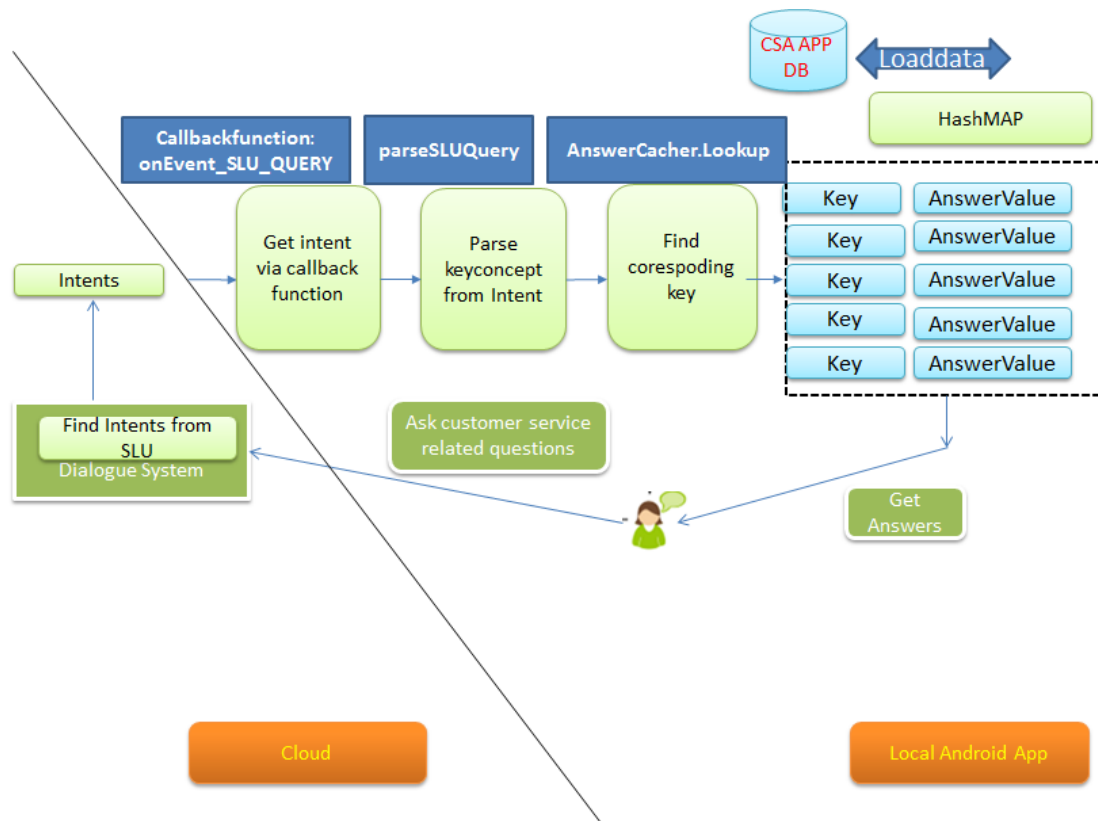 CSA APP
DB
Loaddata
HashMAP
Callbackfunction:
onEvent_SLU_QUERY
parseSLUQuery
AnswerCacher.Lookup
Key
AnswerValue
Key
AnswerValue
Key
AnswerValue
Key
AnswerValue
Key
AnswerValue
Get intent
via callback
function
Parse
keyconcept
from Intent
Find
corespoding
key
Intents
Find Intents from
SLU
Dialogue System
Ask customer service
related questions
Get
Answers
Cloud
Local Android App